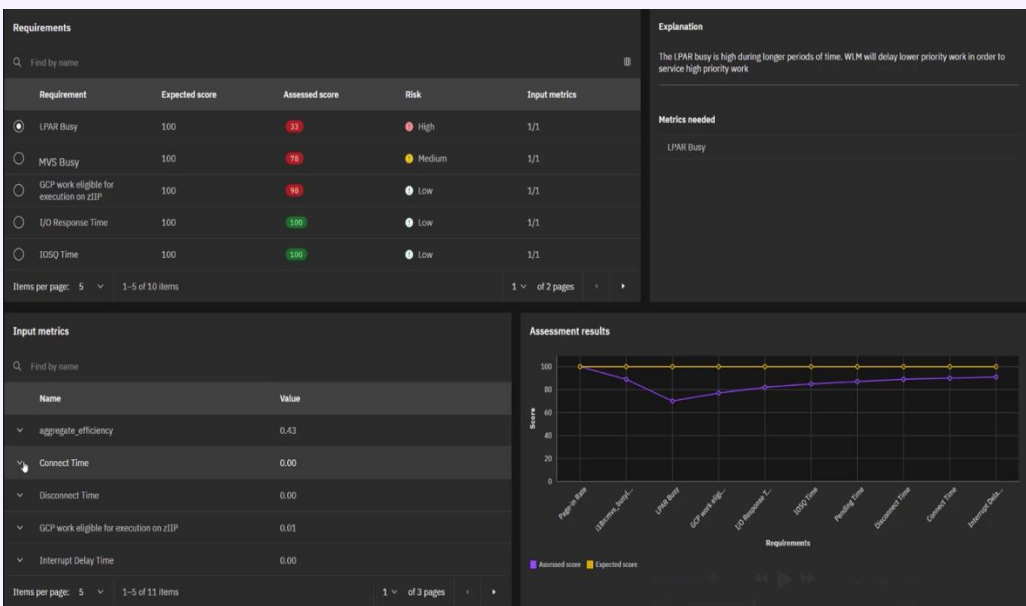 Requirements
Find by name
Requirement Expected score Assessed score Risk Input metrics
LPAR Busy 100 33 High 1/1
MVS Busy 100 78 Medium 1/1
GCP work eligible for
execution on zIIP 100 98 Low 1/1
I/O Response Time 100 100 Low 1/1
IOSQ Time 100 100 Low 1/1
Items per page: 5 1–5 of 10 items 1 of 2 pages
Explanation
The LPAR busy is high during longer periods of time. WLM will delay lower priority work in order to
service high priority work
Metrics needed
LPAR Busy
Input metrics
Find by name
Name Value
aggregate_efficiency 0.43
Connect Time 0.00
Disconnect Time 0.00
GCP work eligible for execution on zIIP 0.01
Interrupt Delay Time 0.00
Items per page: 5 1–5 of 11 items 1 of 3 pages
Assessment results
Score
100
80
60
40
20
0
Page-in Rate
LPAR Busy
GCP work eligi...
I/O Response T...
IOSQ Time
Pending Time
Disconnect Time
Connect Time
Interrupt Dela...
Requirements
Assessed score Expected score